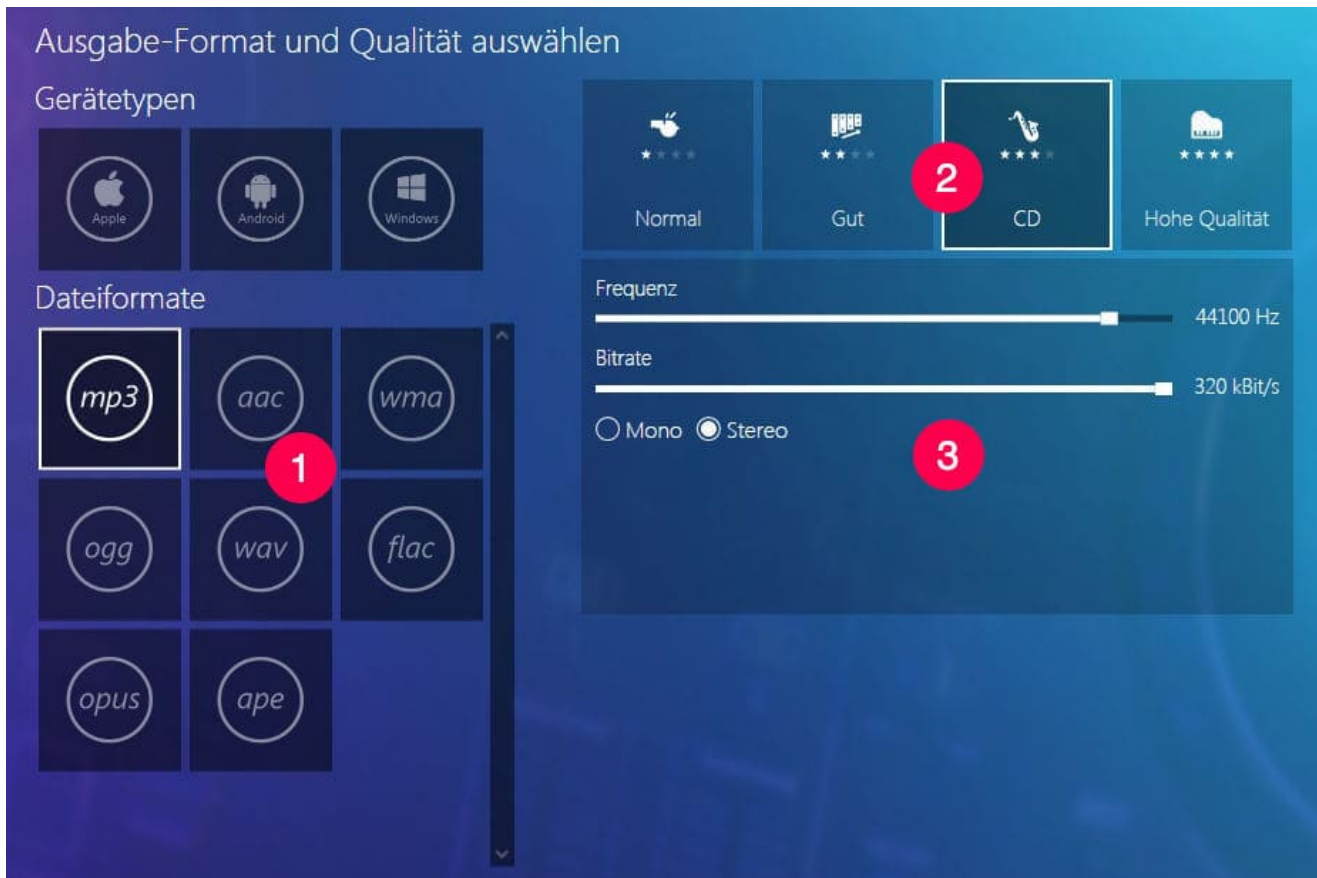 Ausgabe-Format und Qualität auswählen
Gerätetypen
Apple
Android
Windows
Dateiformate
mp3
aac
wma
1
ogg
wav
flac
opus
ape
Normal
Gut
2
CD
Hohe Qualität
Frequenz
44100 Hz
Bitrate
320 kBit/s
Mono Stereo
3